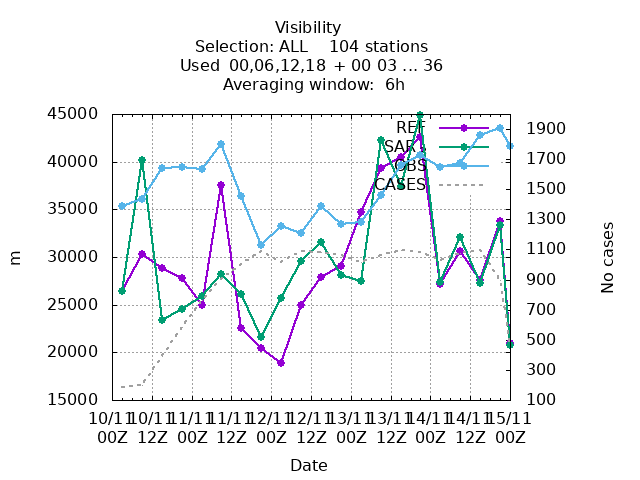 Visibility
Selection: ALL    104 stations
Used  00,06,12,18 + 00 03 ... 36
Averaging window:  6h
45000
40000
35000
30000
25000
20000
15000
m
1900
1700
1500
1300
1100
900
700
500
300
100
No cases
REF
SAR
OBS
CASES
10/11 10/11 11/11 11/11 12/11 12/11 13/11 13/11 14/11 14/11 15/11
00Z 12Z 00Z 12Z 00Z 12Z 00Z 12Z 00Z 12Z 00Z
Date